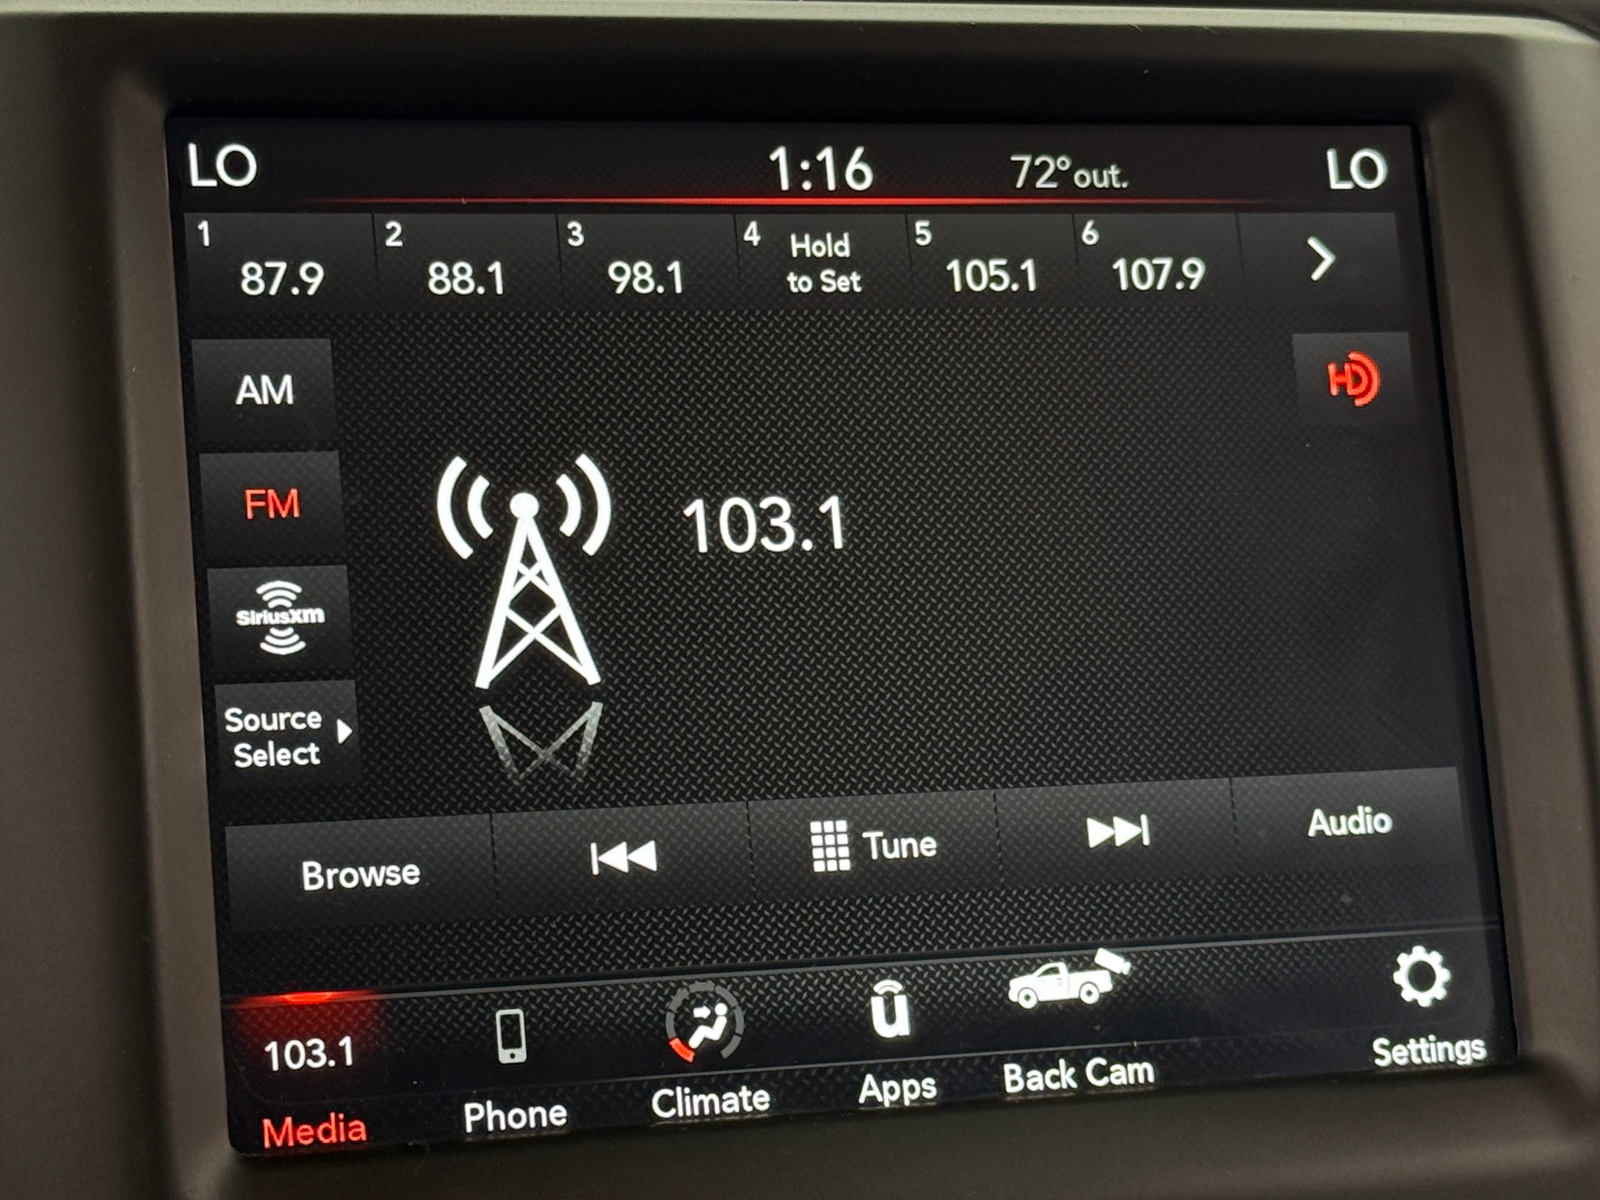 LO 1:16 72° out. LO
1 2 3 4 Hold 5 6
87.9 88.1 98.1 to Set 105.1 107.9
AM
HD
FM
103.1
SiriusXm
Source
Select
Browse Tune Audio
103.1
Media Phone Climate Apps Back Cam Settings
u